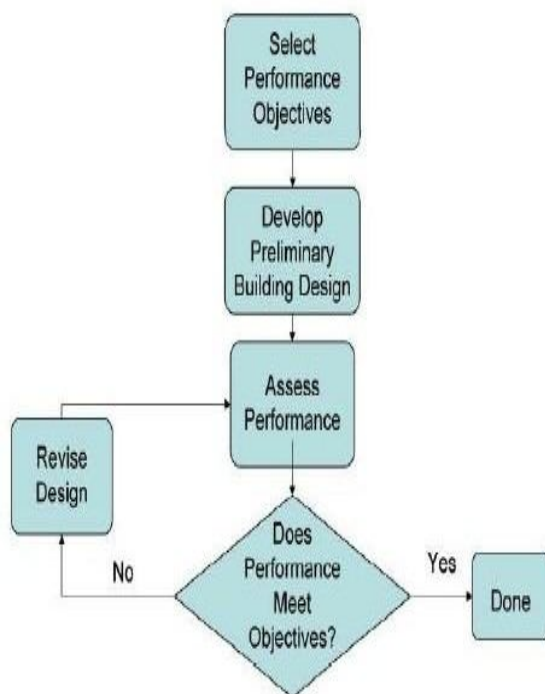 Select
Performance
Objectives
Develop
Preliminary
Building Design
Assess
Performance
Revise
Design
Does
Performance
Meet
Objectives?
No
Yes
Done